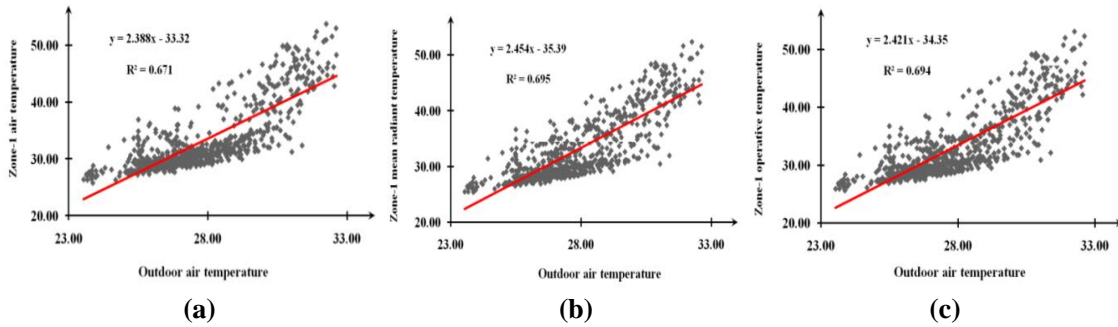 Zone-1 air temperature
50.00
40.00
30.00
20.00
y = 2.388x - 33.32
R² = 0.671
23.00 28.00 33.00
Outdoor air temperature
(a)
Zone-1 mean radiant temperature
50.00
40.00
30.00
20.00
y = 2.454x - 35.39
R² = 0.695
23.00 28.00 33.00
Outdoor air temperature
(b)
Zone-1 operative temperature
50.00
40.00
30.00
20.00
y = 2.421x - 34.35
R² = 0.694
23.00 28.00 33.00
Outdoor air temperature
(c)